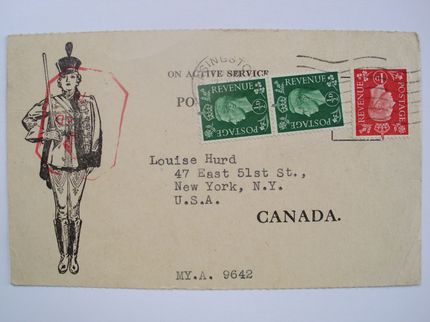 ON ACTIVE SERVICE
REVENUE
POSTAGE
REVENUE
POSTAGE
REVENUE
POSTAGE
Louise Hurd
47 East 51st St.,
New York, N.Y.
U.S.A.
CANADA.
MY.A. 9642